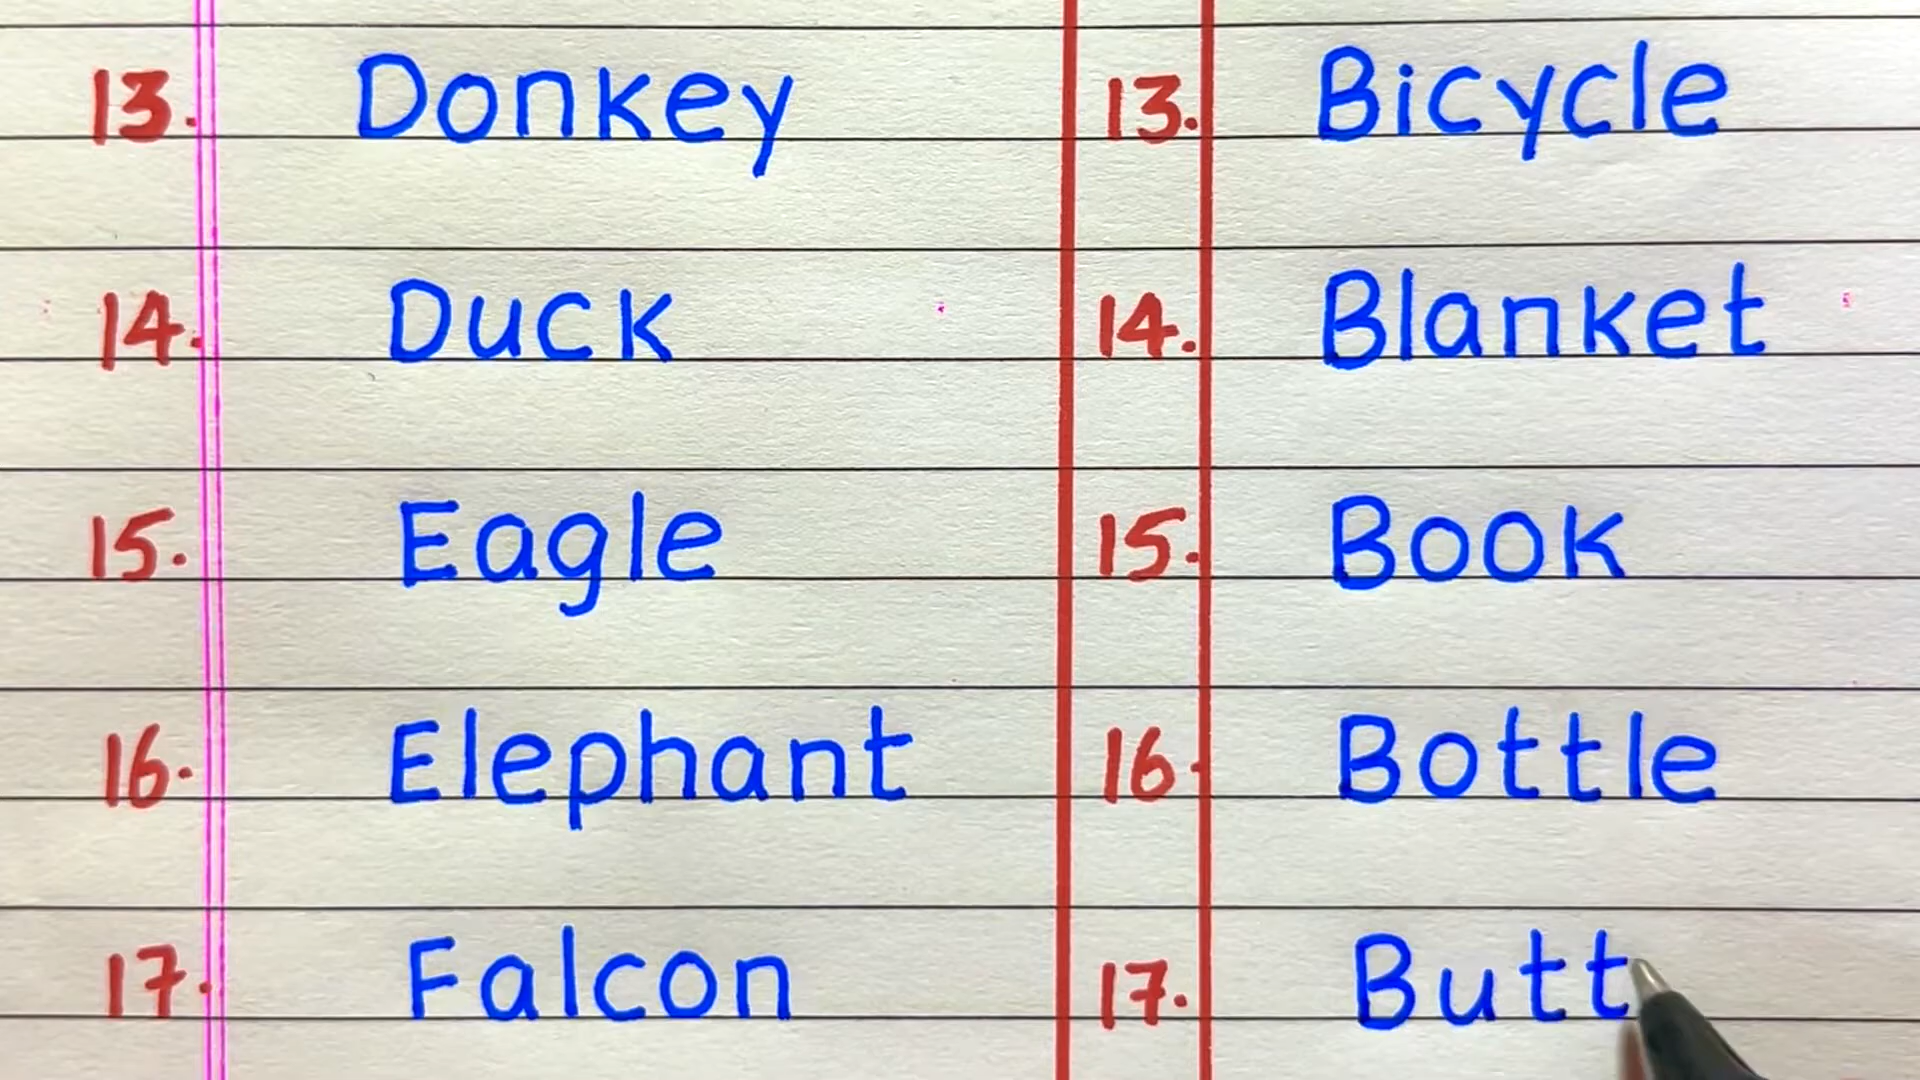 13. Donkey 13. Bicycle
14. Duck 14. Blanket
15. Eagle 15. Book
16. Elephant 16. Bottle
17. Falcon 17. Butt